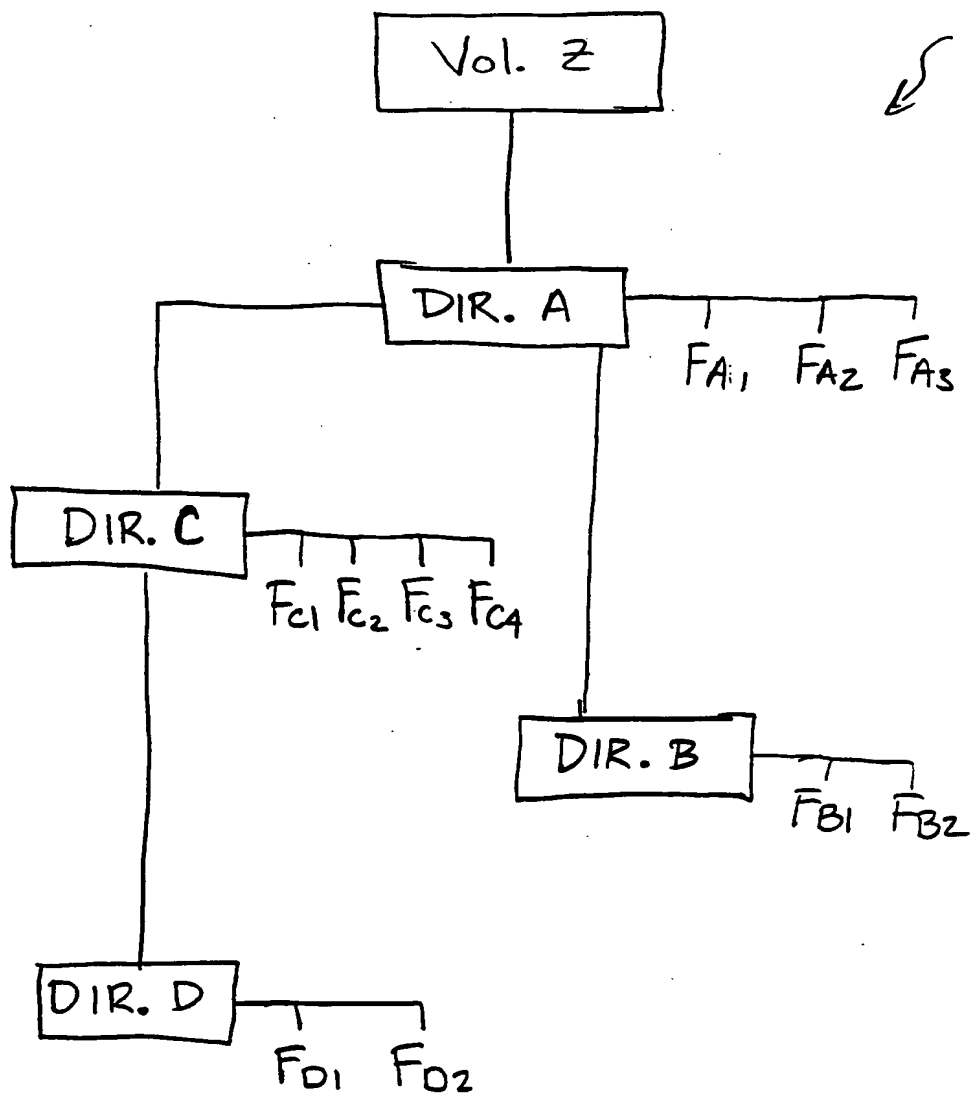 Vol. Z
DIR. A
FA1 FA2 FA3
DIR. C
FC1 FC2 FC3 FC4
DIR. B
FB1 FB2
DIR. D
FD1 FD2